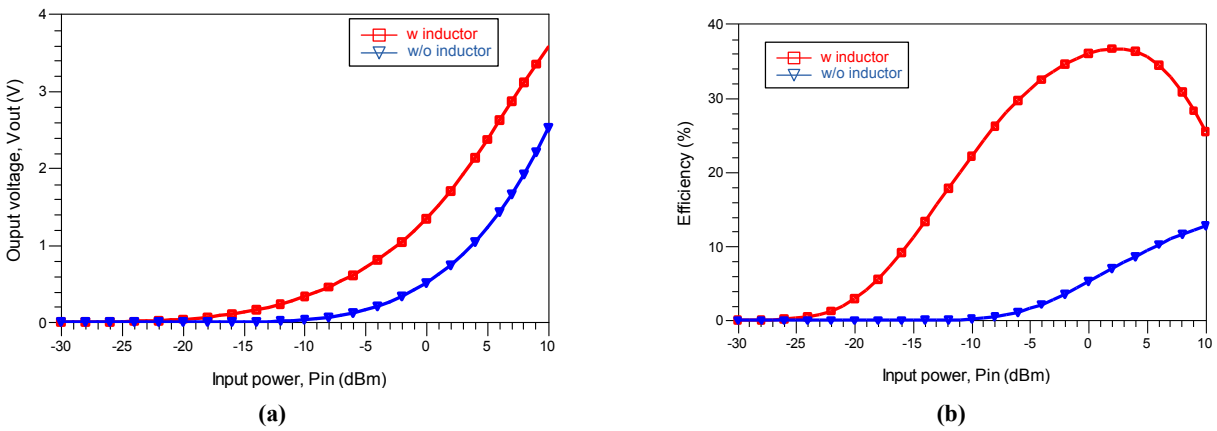 4
3
2
1
0
Ouput voltage, Vout (V)
w inductor
w/o inductor
-30 -25 -20 -15 -10 -5 0 5 10
Input power, Pin (dBm)
(a)
40
30
20
10
0
Efficiency (%)
w inductor
w/o inductor
-30 -25 -20 -15 -10 -5 0 5 10
Input power, Pin (dBm)
(b)